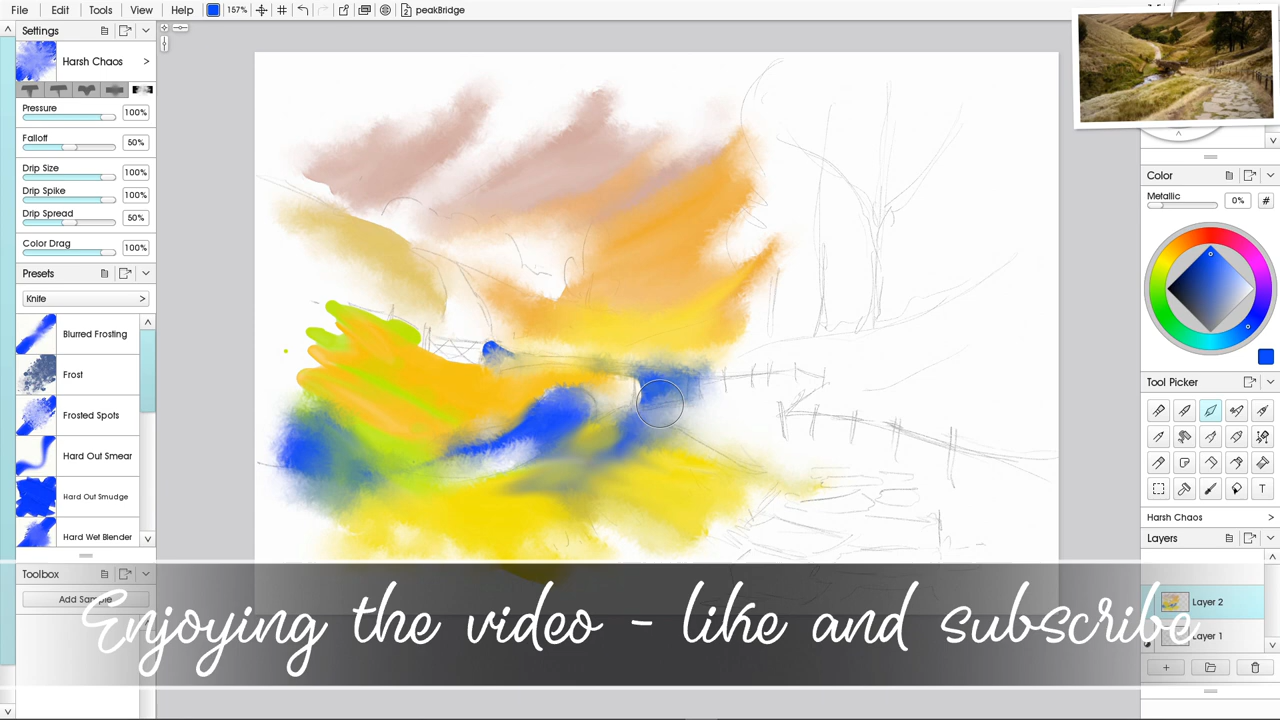 File Edit Tools View Help 157% peakBridge
Settings
Harsh Chaos >
Pressure 100%
Falloff 50%
Drip Size 100%
Drip Spike 100%
Drip Spread 50%
Color Drag 100%
Presets
Knife >
Blurred Frosting
Frost
Frosted Spots
Hard Out Smear
Hard Out Smudge
Hard Wet Blender
Toolbox
Add Sample
Color
Metallic 0% #
Tool Picker
T
Harsh Chaos >
Layers
Layer 2
Layer 1
Enjoying the video - like and subscribe